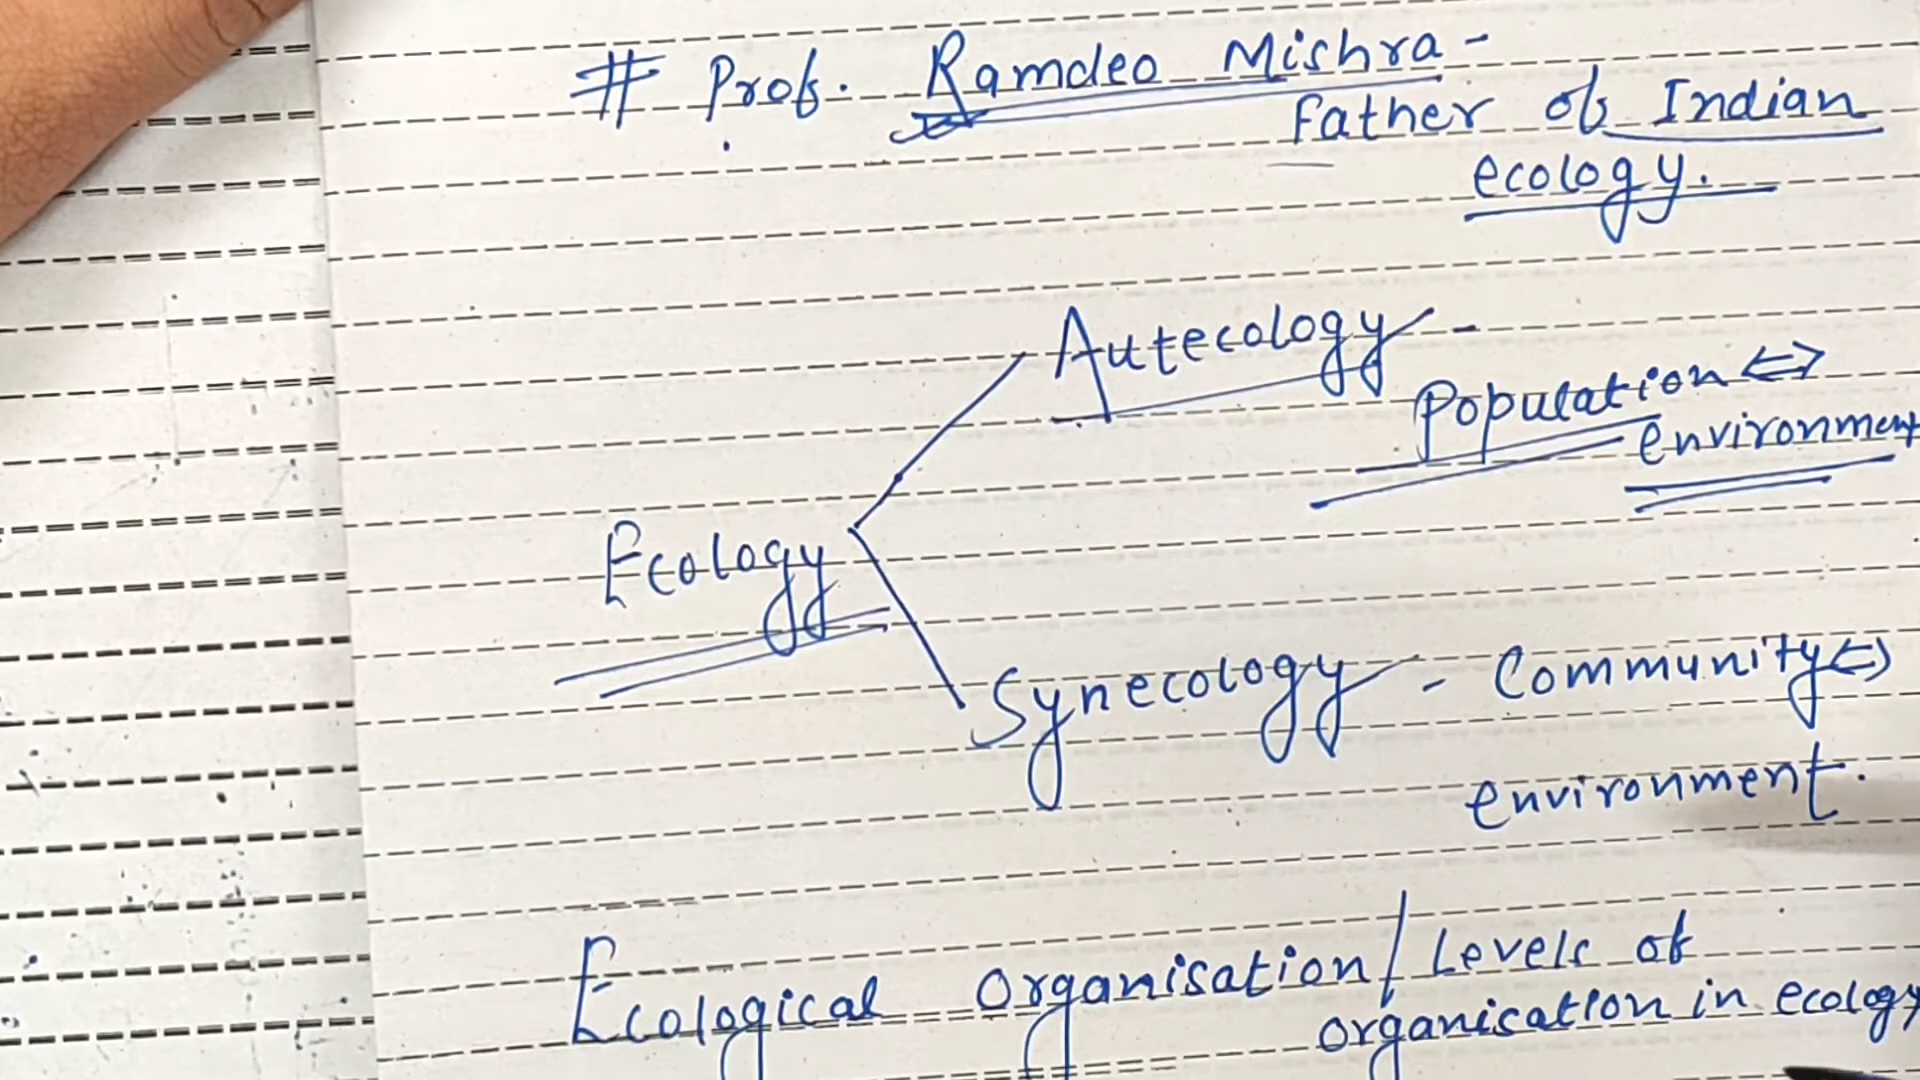 # Prof. Ramdeo Mishra -
Father of Indian
ecology.
Autecology -
Population ⇔
environment
Ecology
Synecology - Community ⇔
environment.
Ecological organisation / Levels of
organisation in ecology